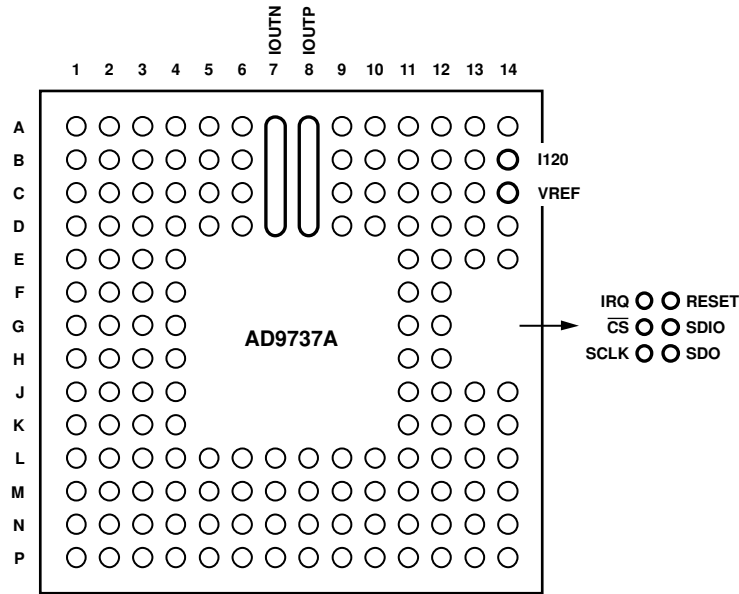 IOUTN
IOUTP
1 2 3 4 5 6 7 8 9 10 11 12 13 14
A
B I120
C VREF
D
E
F
IRQ RESET
G
CS SDIO
AD9737A
H
SCLK SDO
J
K
L
M
N
P